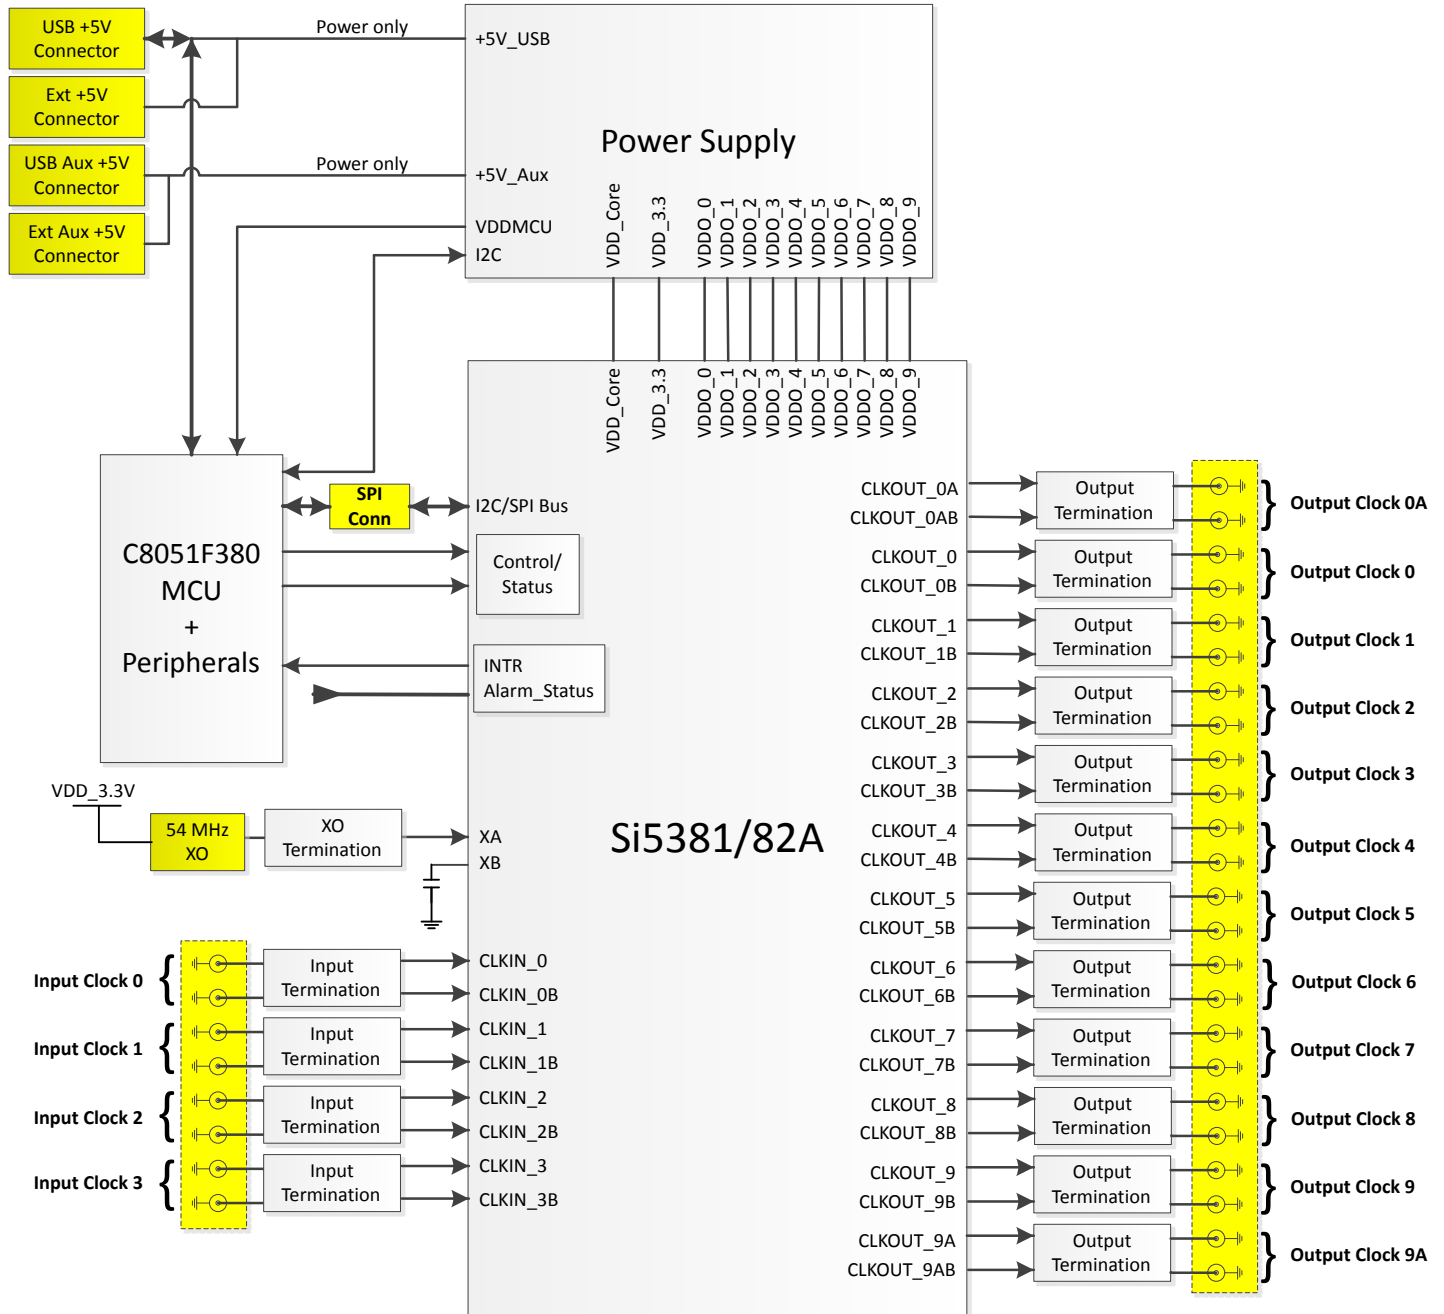 USB +5V
Connector
Ext +5V
Connector
USB Aux +5V
Connector
Ext Aux +5V
Connector
Power only
Power only
+5V_USB
Power Supply
+5V_Aux
VDDMCU
I2C
VDD_Core
VDD_3.3
VDDO_0
VDDO_1
VDDO_2
VDDO_3
VDDO_4
VDDO_5
VDDO_6
VDDO_7
VDDO_8
VDDO_9
VDD_Core
VDD_3.3
VDDO_0
VDDO_1
VDDO_2
VDDO_3
VDDO_4
VDDO_5
VDDO_6
VDDO_7
VDDO_8
VDDO_9
C8051F380
MCU
+
Peripherals
SPI
Conn
I2C/SPI Bus
Control/
Status
INTR
Alarm_Status
VDD_3.3V
54 MHz
XO
XO
Termination
XA
XB
Si5381/82A
Input Clock 0
Input
Termination
CLKIN_0
CLKIN_0B
Input Clock 1
Input
Termination
CLKIN_1
CLKIN_1B
Input Clock 2
Input
Termination
CLKIN_2
CLKIN_2B
Input Clock 3
Input
Termination
CLKIN_3
CLKIN_3B
CLKOUT_0A
CLKOUT_0AB
Output
Termination
Output Clock 0A
CLKOUT_0
CLKOUT_0B
Output
Termination
Output Clock 0
CLKOUT_1
CLKOUT_1B
Output
Termination
Output Clock 1
CLKOUT_2
CLKOUT_2B
Output
Termination
Output Clock 2
CLKOUT_3
CLKOUT_3B
Output
Termination
Output Clock 3
CLKOUT_4
CLKOUT_4B
Output
Termination
Output Clock 4
CLKOUT_5
CLKOUT_5B
Output
Termination
Output Clock 5
CLKOUT_6
CLKOUT_6B
Output
Termination
Output Clock 6
CLKOUT_7
CLKOUT_7B
Output
Termination
Output Clock 7
CLKOUT_8
CLKOUT_8B
Output
Termination
Output Clock 8
CLKOUT_9
CLKOUT_9B
Output
Termination
Output Clock 9
CLKOUT_9A
CLKOUT_9AB
Output
Termination
Output Clock 9A